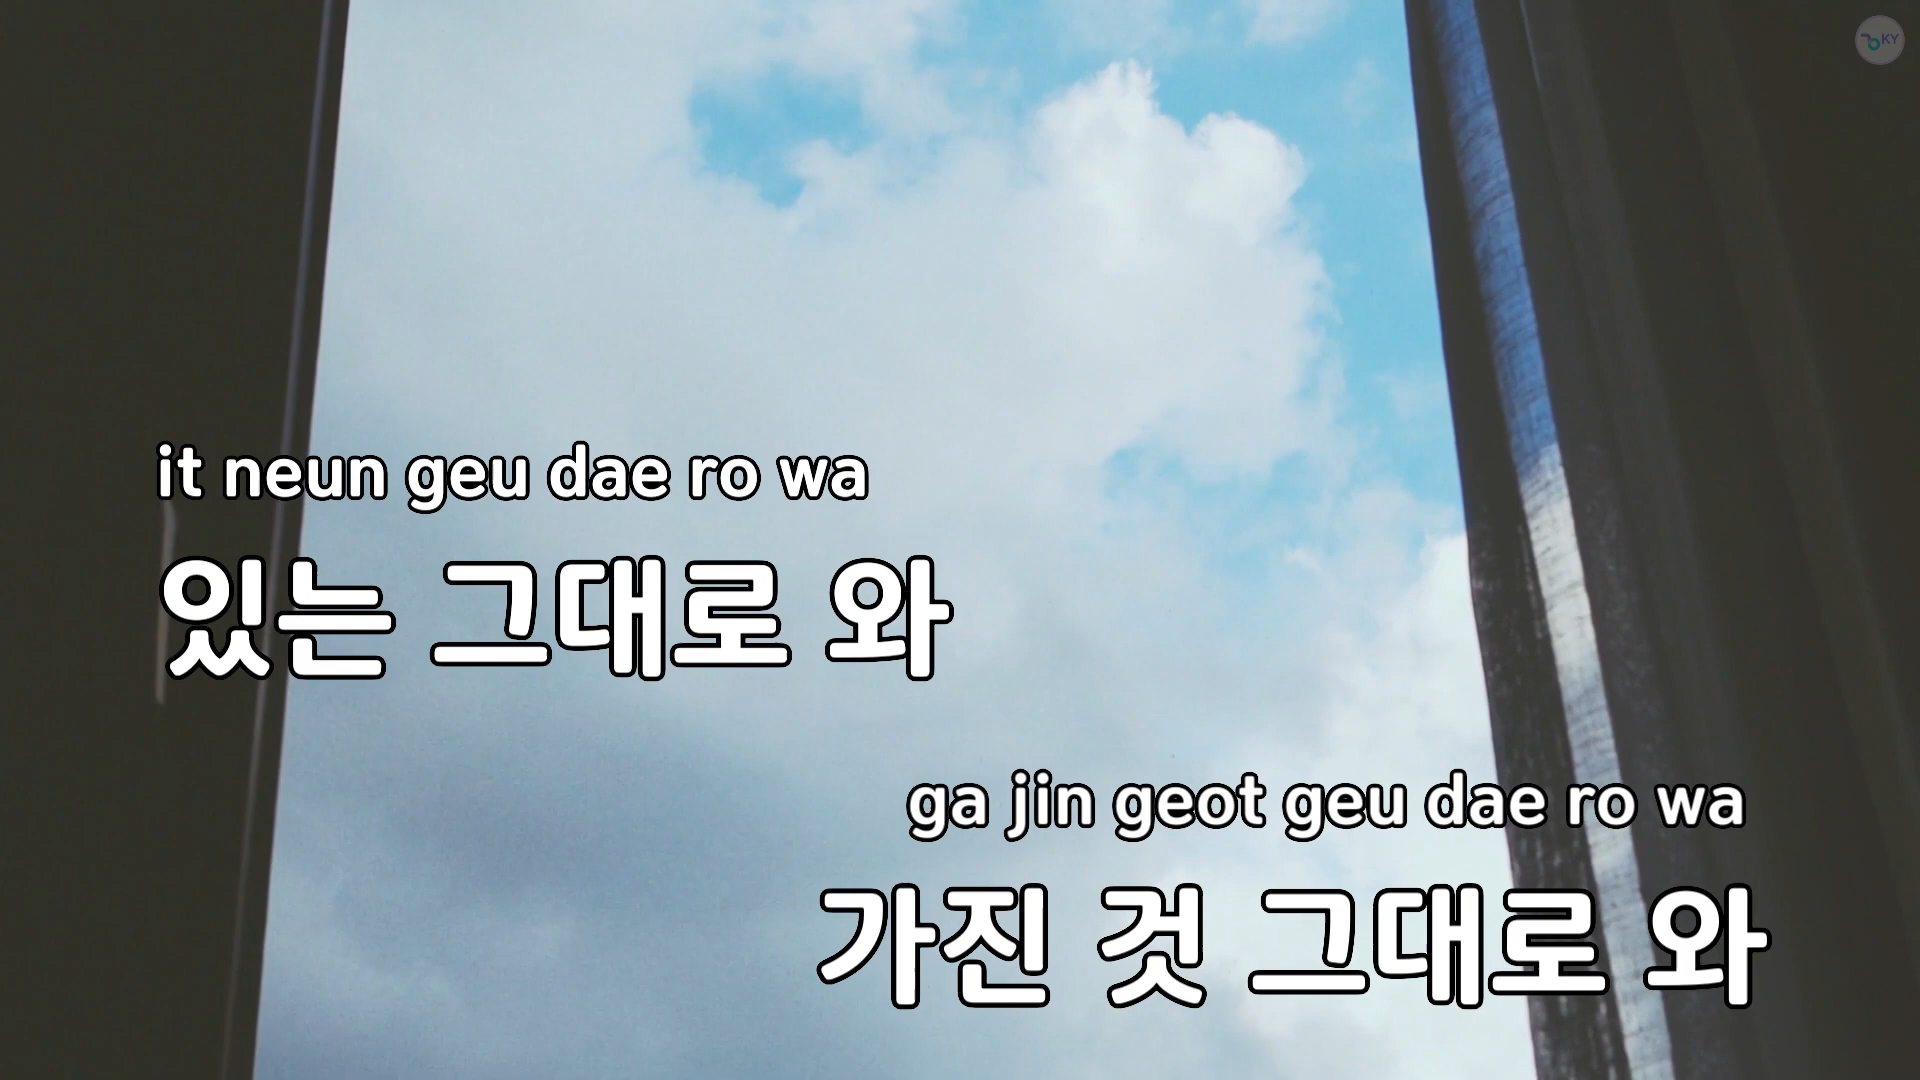 KY
it neun geu dae ro wa
있는 그대로 와
ga jin geot geu dae ro wa
가진 것 그대로 와